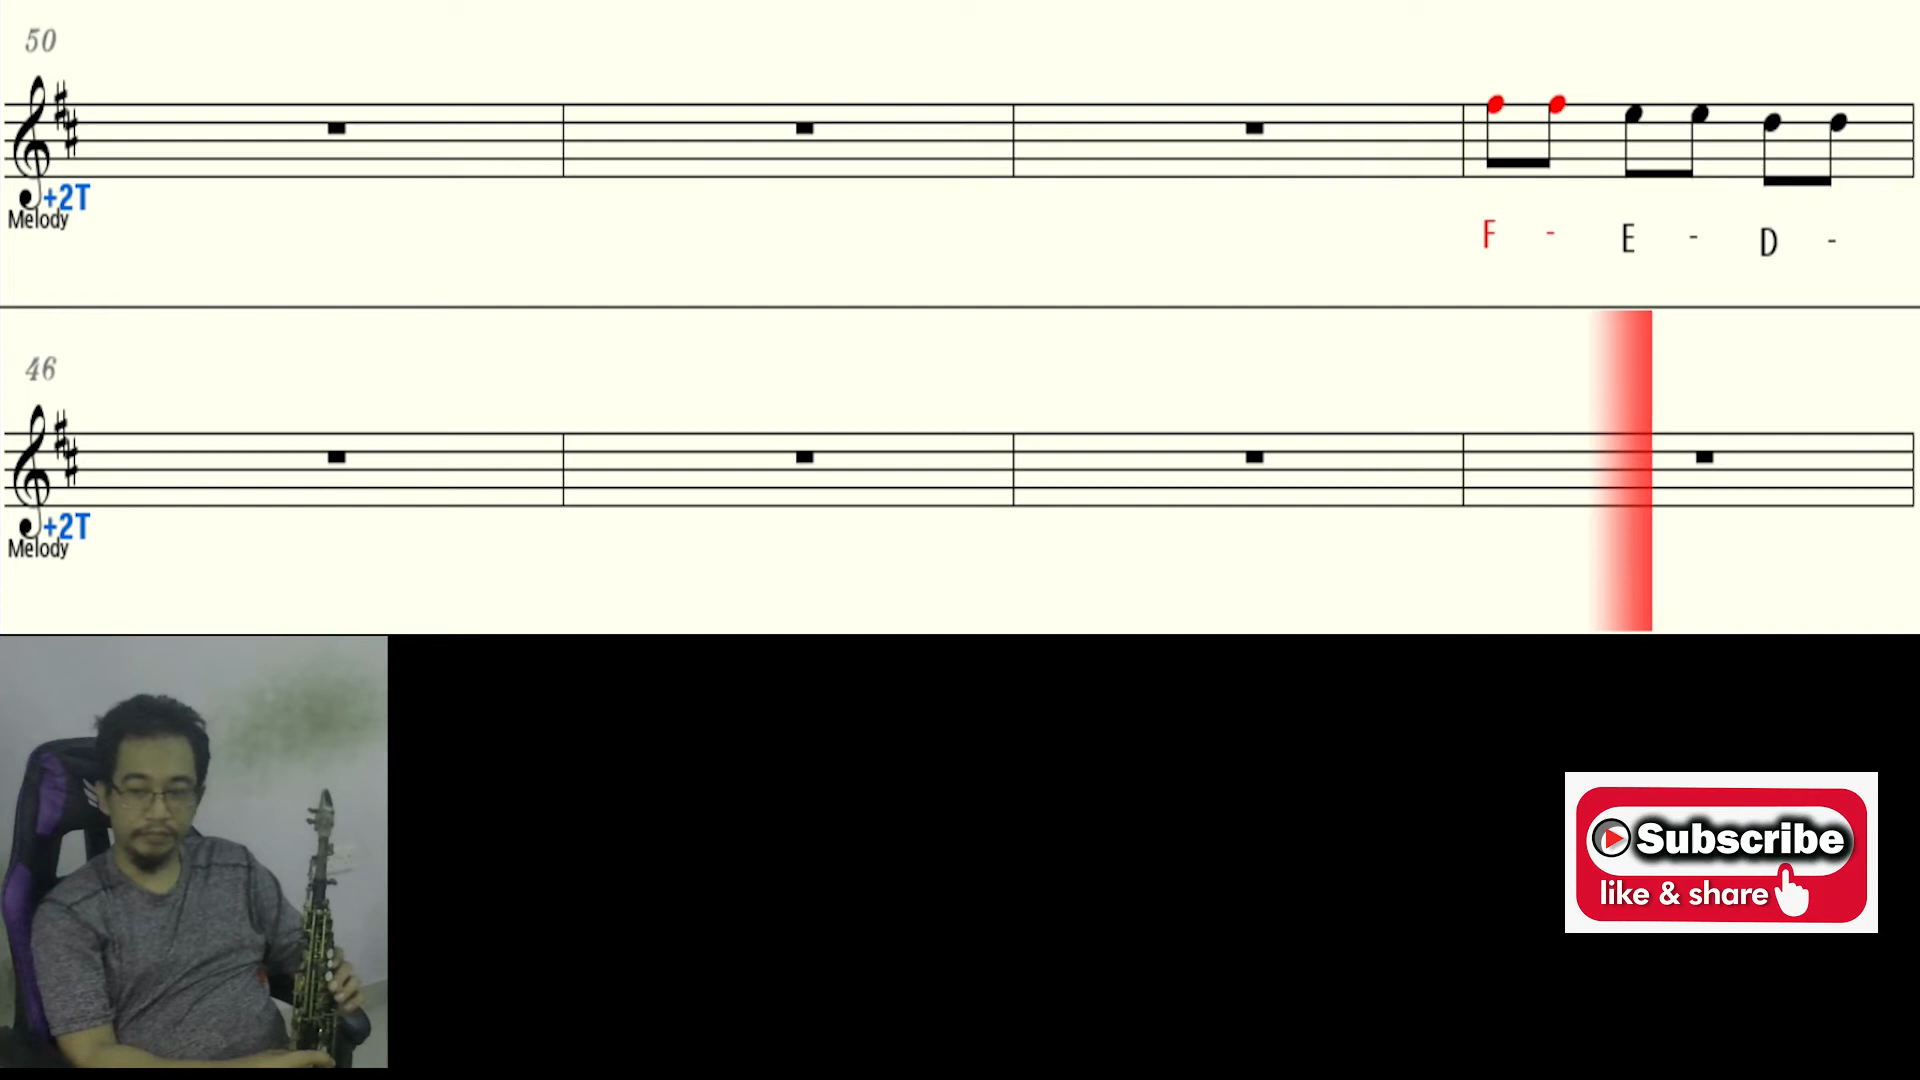 50
+2T
Melody
F - E - D -
46
+2T
Melody
Subscribe
like & share